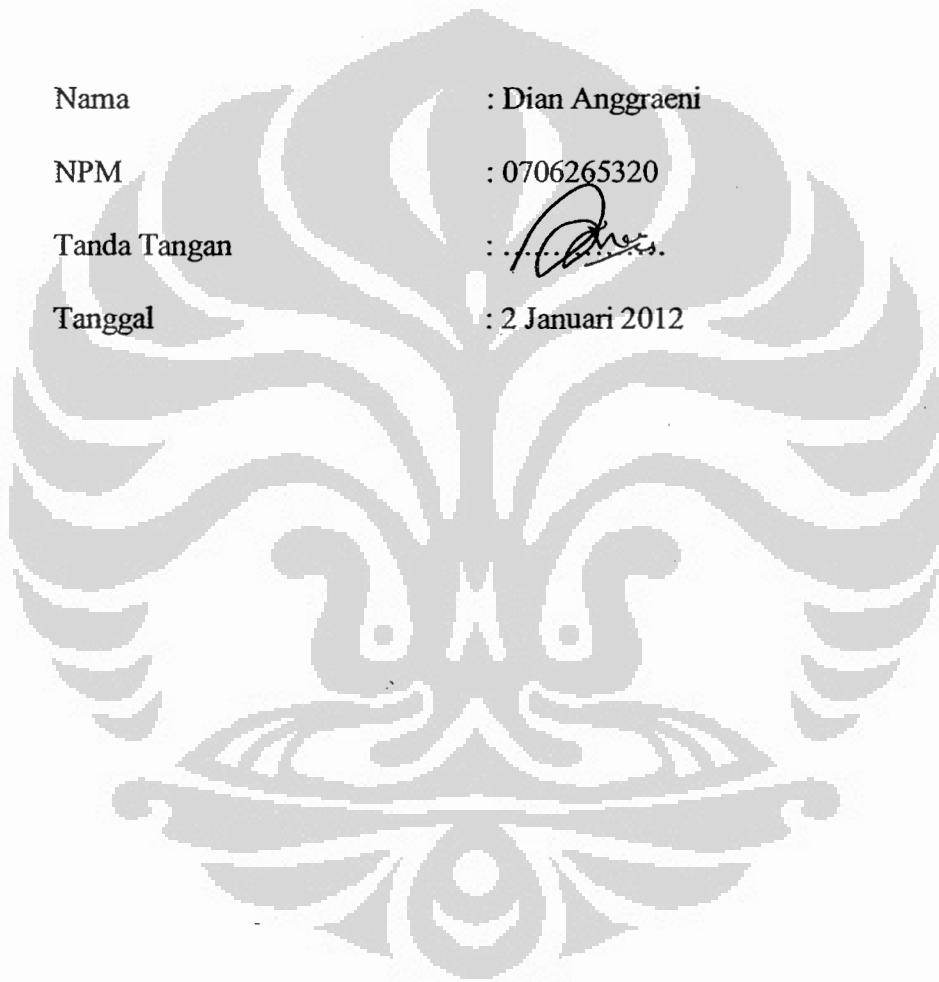 Nama : Dian Anggraeni
NPM : 0706265320
Tanda Tangan : ..................
Tanggal : 2 Januari 2012